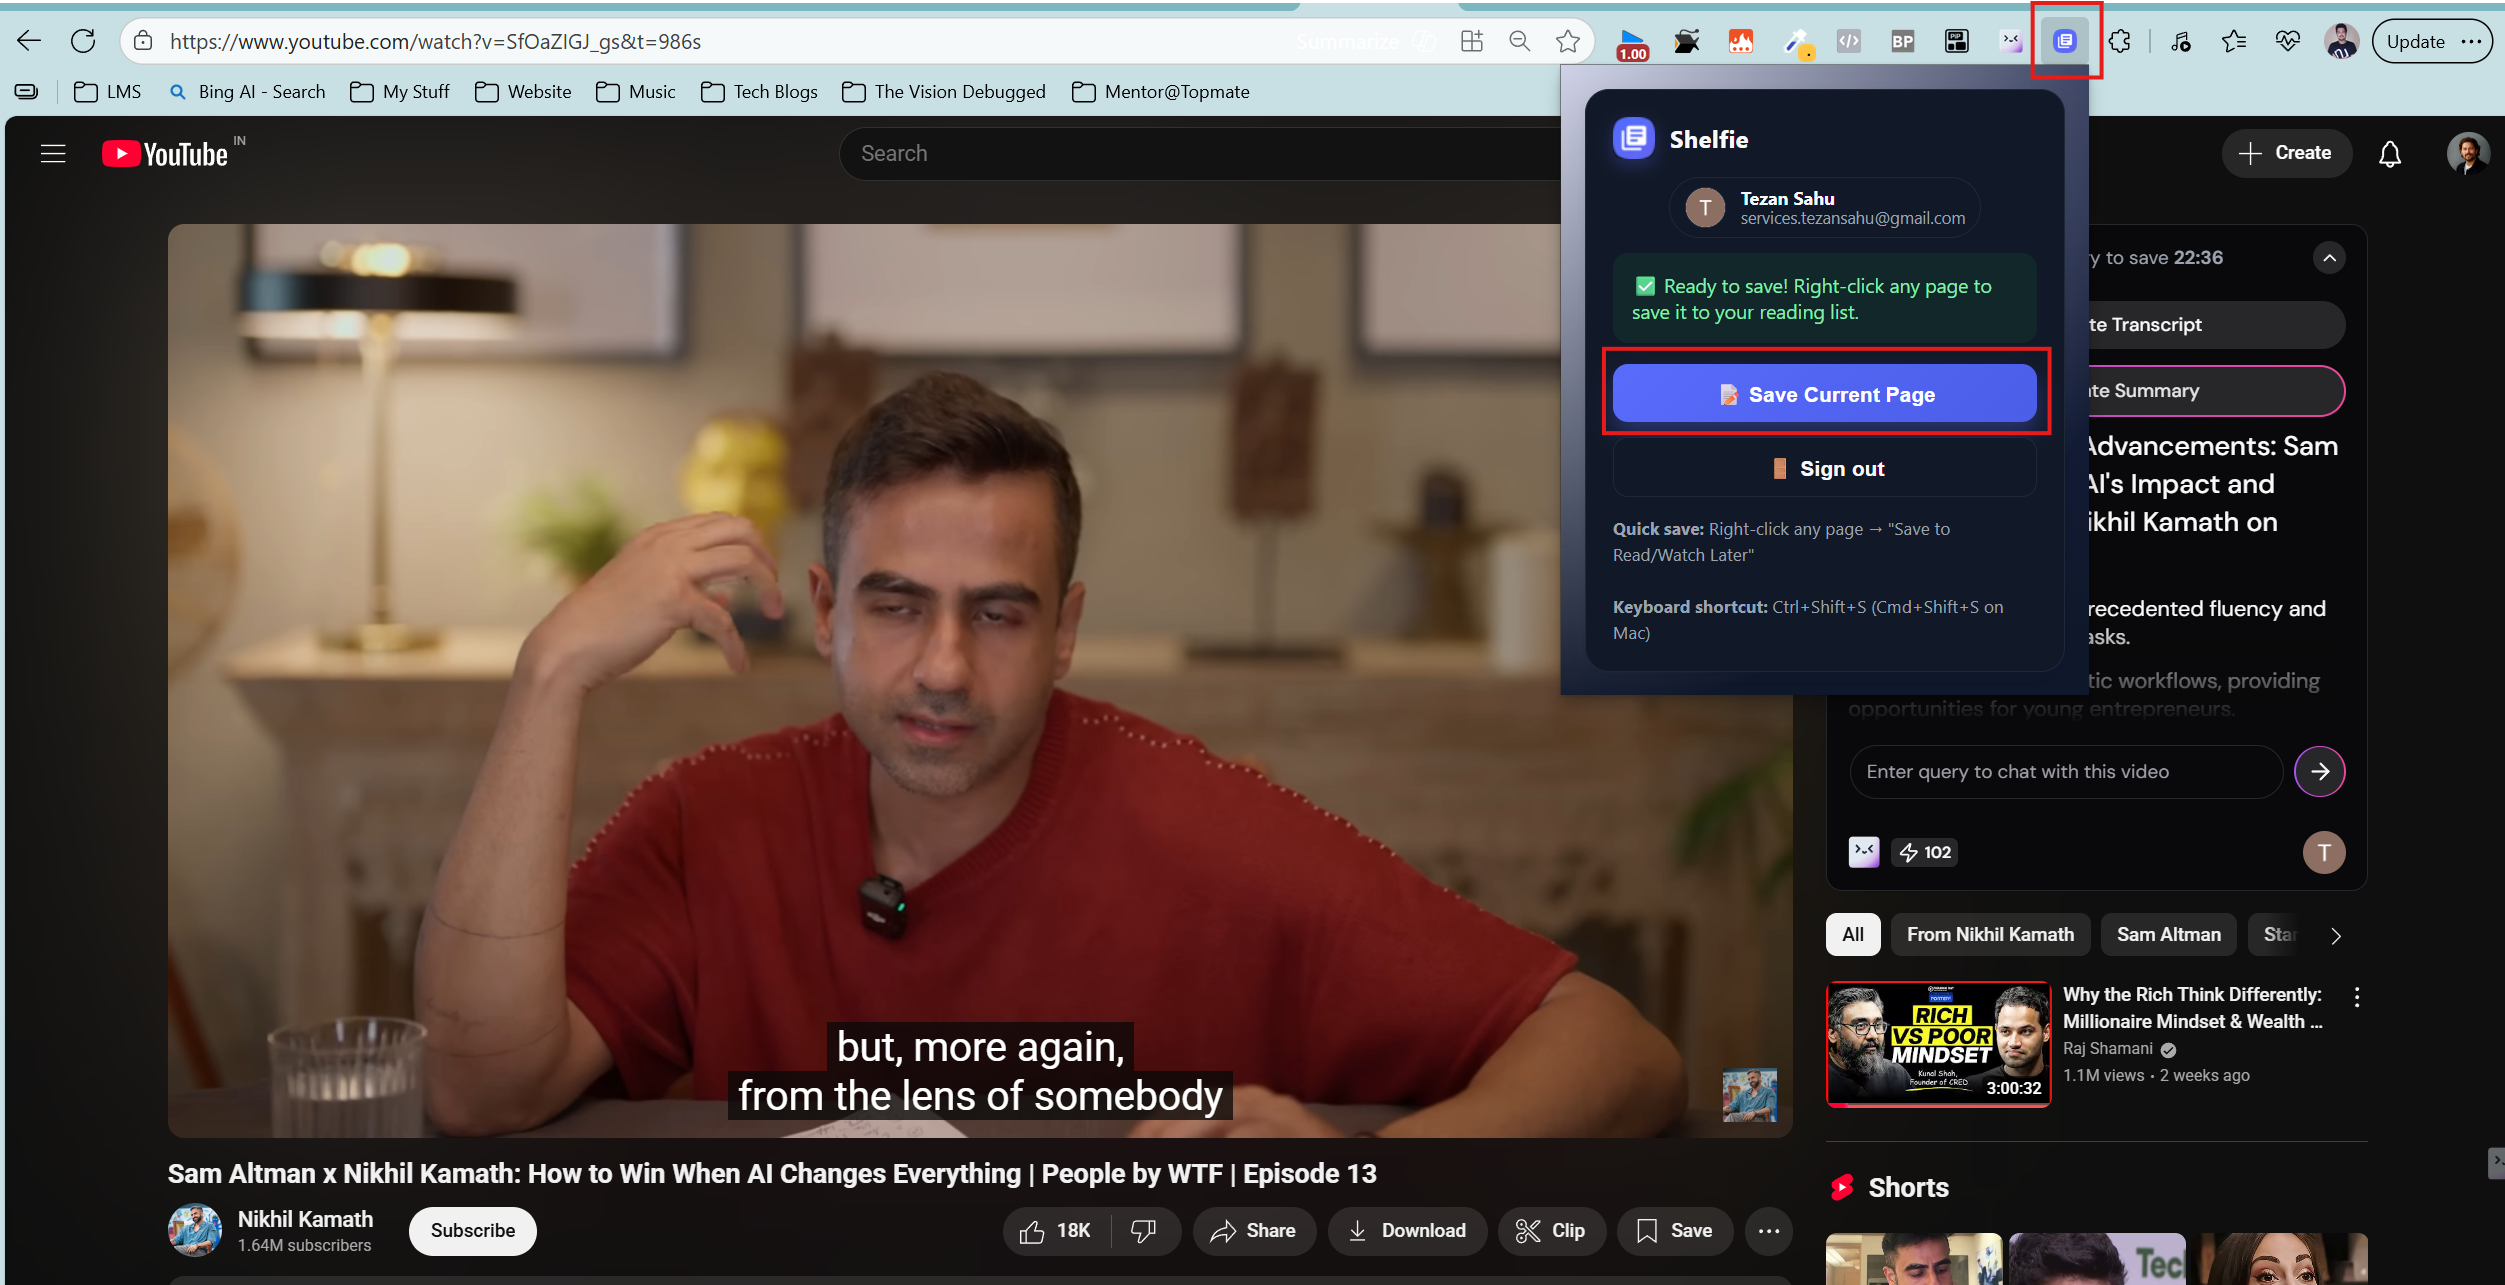 https://www.youtube.com/watch?v=SfOaZIGJ_gs&t=986s
Summarize
1.00
BP
PIP
Update
LMS
Bing AI - Search
My Stuff
Website
Music
Tech Blogs
The Vision Debugged
Mentor@Topmate
YouTube IN
Search
Create
Shelfie
T
Tezan Sahu
services.tezansahu@gmail.com
✅ Ready to save! Right-click any page to
save it to your reading list.
📝 Save Current Page
🚪 Sign out
Quick save: Right-click any page → "Save to
Read/Watch Later"
Keyboard shortcut: Ctrl+Shift+S (Cmd+Shift+S on
Mac)
y to save 22:36
te Transcript
te Summary
Advancements: Sam
AI's Impact and
ikhil Kamath on
recedented fluency and
asks.
tic workflows, providing
opportunities for young entrepreneurs.
Enter query to chat with this video
102
T
All
From Nikhil Kamath
Sam Altman
Star
RICH
VS POOR
MINDSET
Kunal Shah,
Founder of CRED
3:00:32
Why the Rich Think Differently:
Millionaire Mindset & Wealth ...
Raj Shamani
1.1M views • 2 weeks ago
Shorts
Tec
but, more again,
from the lens of somebody
Sam Altman x Nikhil Kamath: How to Win When AI Changes Everything | People by WTF | Episode 13
Nikhil Kamath
1.64M subscribers
Subscribe
18K
Share
Download
Clip
Save